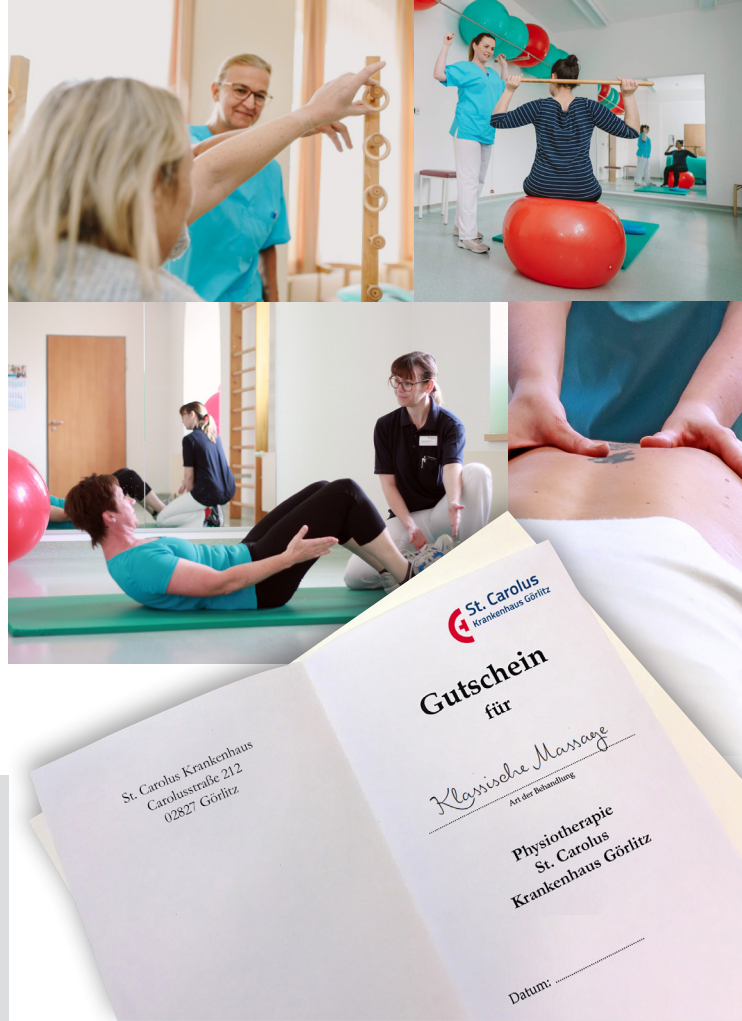 St. Carolus
Krankenhaus Görlitz
Gutschein
für
Klassische Massage
Art der Behandlung
Physiotherapie
St. Carolus
Krankenhaus Görlitz
Datum:
St. Carolus Krankenhaus
Carolusstraße 212
02827 Görlitz